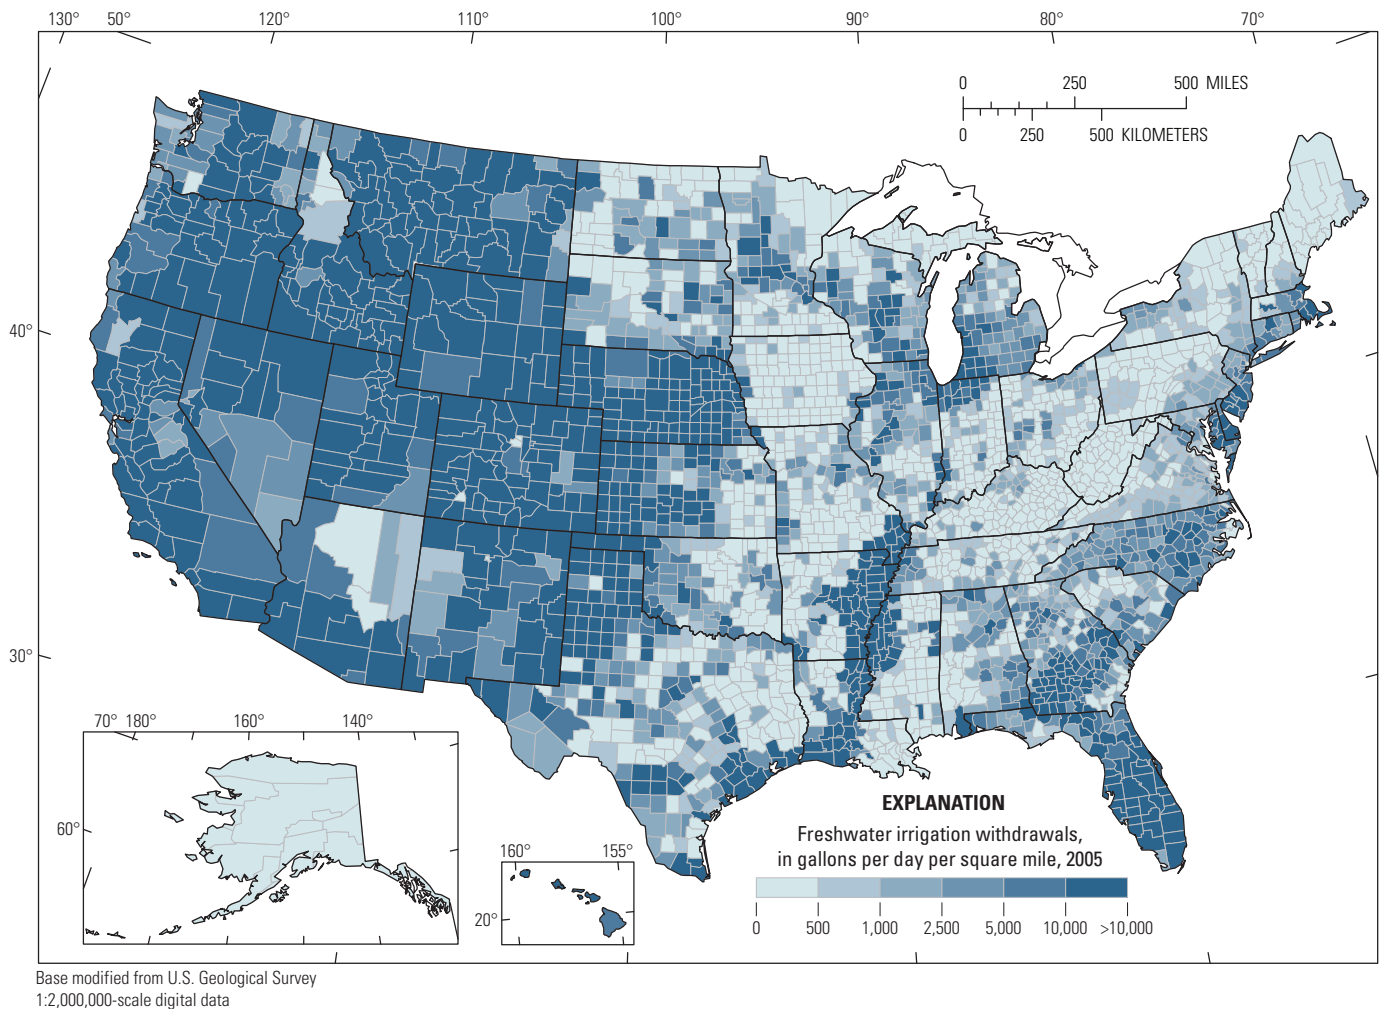 130° 50° 120° 110° 100° 90° 80° 70°
0 250 500 MILES
0 250 500 KILOMETERS
40°
30°
70° 180° 160° 140°
60°
160° 155°
20°
EXPLANATION
Freshwater irrigation withdrawals,
in gallons per day per square mile, 2005
0 500 1,000 2,500 5,000 10,000 >10,000
Base modified from U.S. Geological Survey
1:2,000,000-scale digital data